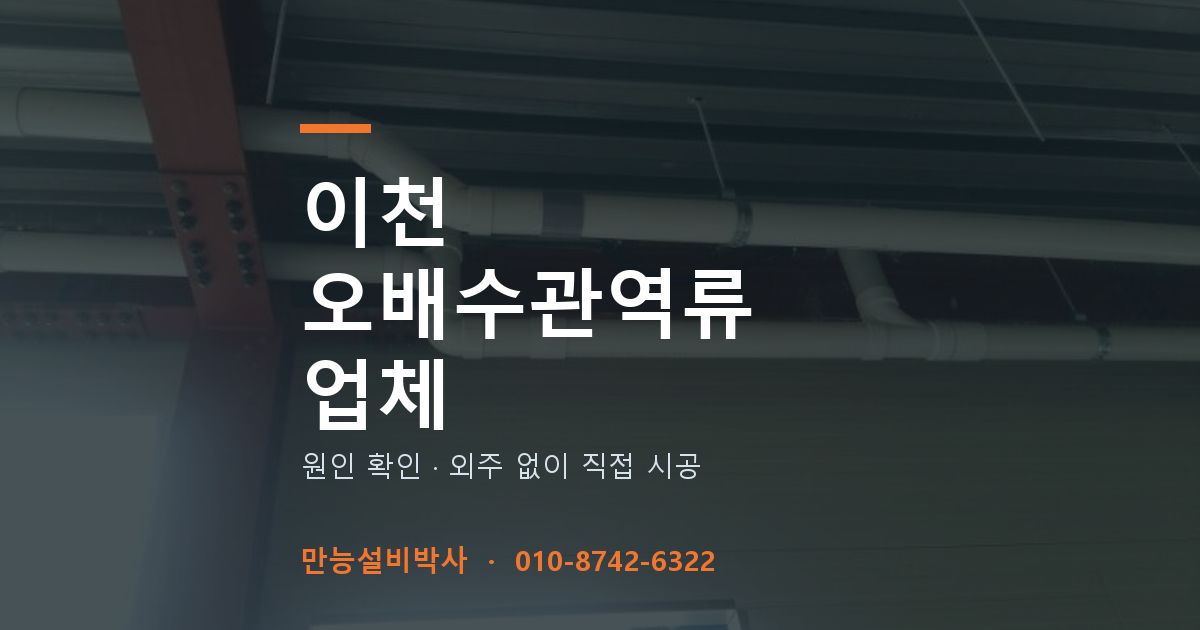 이천
오배수관역류
업체
원인 확인 · 외주 없이 직접 시공
만능설비박사 · 010-8742-6322